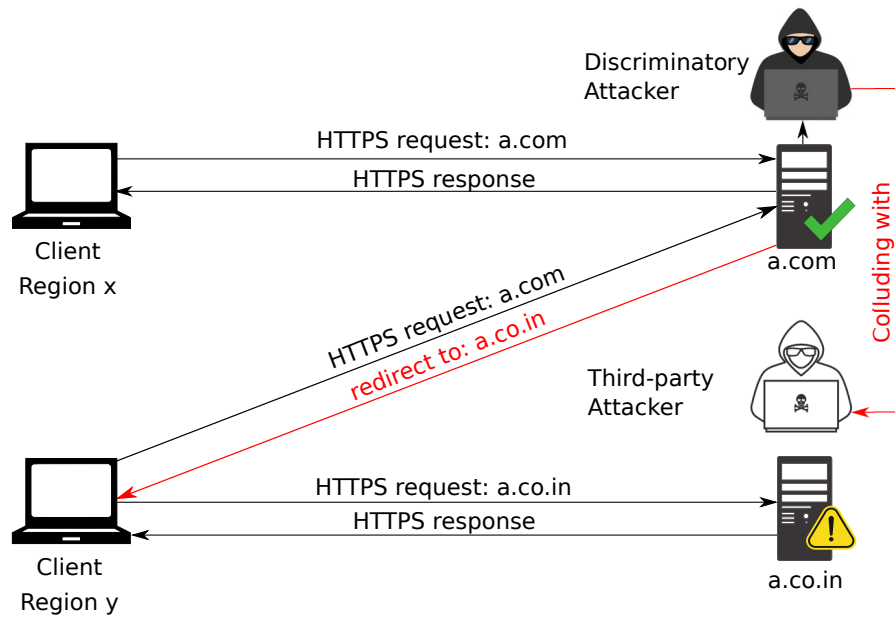 Discriminatory
Attacker
HTTPS request: a.com
HTTPS response
Client
Region x
a.com
Colluding with
HTTPS request: a.com
redirect to: a.co.in
Third-party
Attacker
HTTPS request: a.co.in
HTTPS response
Client
Region y
a.co.in